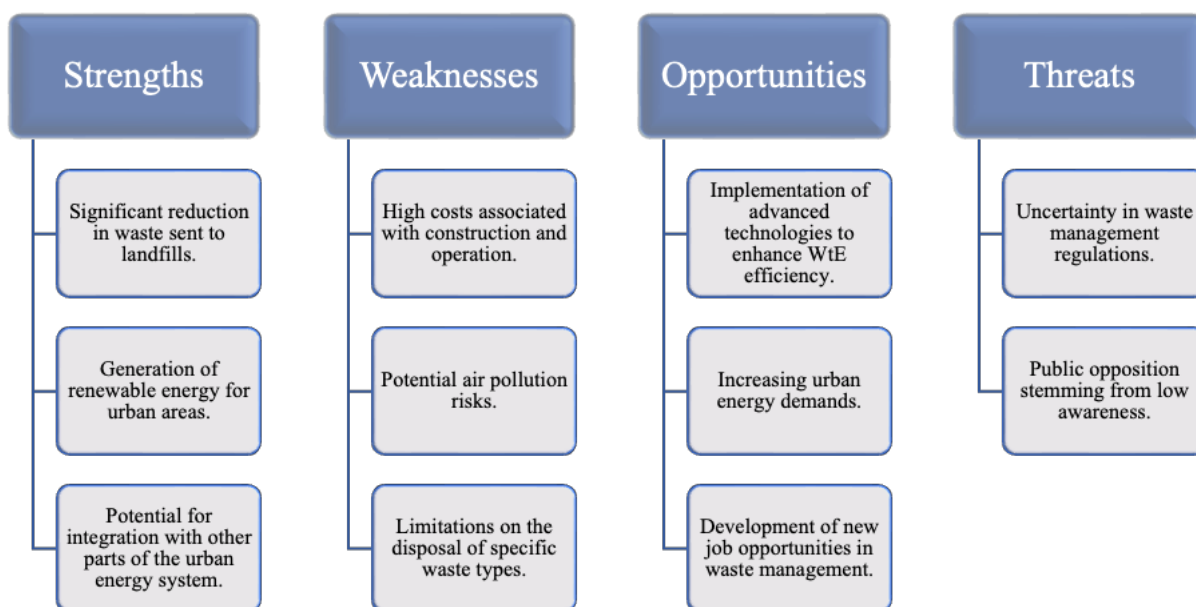 Strengths
Significant reduction
in waste sent to
landfills.
Generation of
renewable energy for
urban areas.
Potential for
integration with other
parts of the urban
energy system.
Weaknesses
High costs associated
with construction and
operation.
Potential air pollution
risks.
Limitations on the
disposal of specific
waste types.
Opportunities
Implementation of
advanced
technologies to
enhance WtE
efficiency.
Increasing urban
energy demands.
Development of new
job opportunities in
waste management.
Threats
Uncertainty in waste
management
regulations.
Public opposition
stemming from low
awareness.